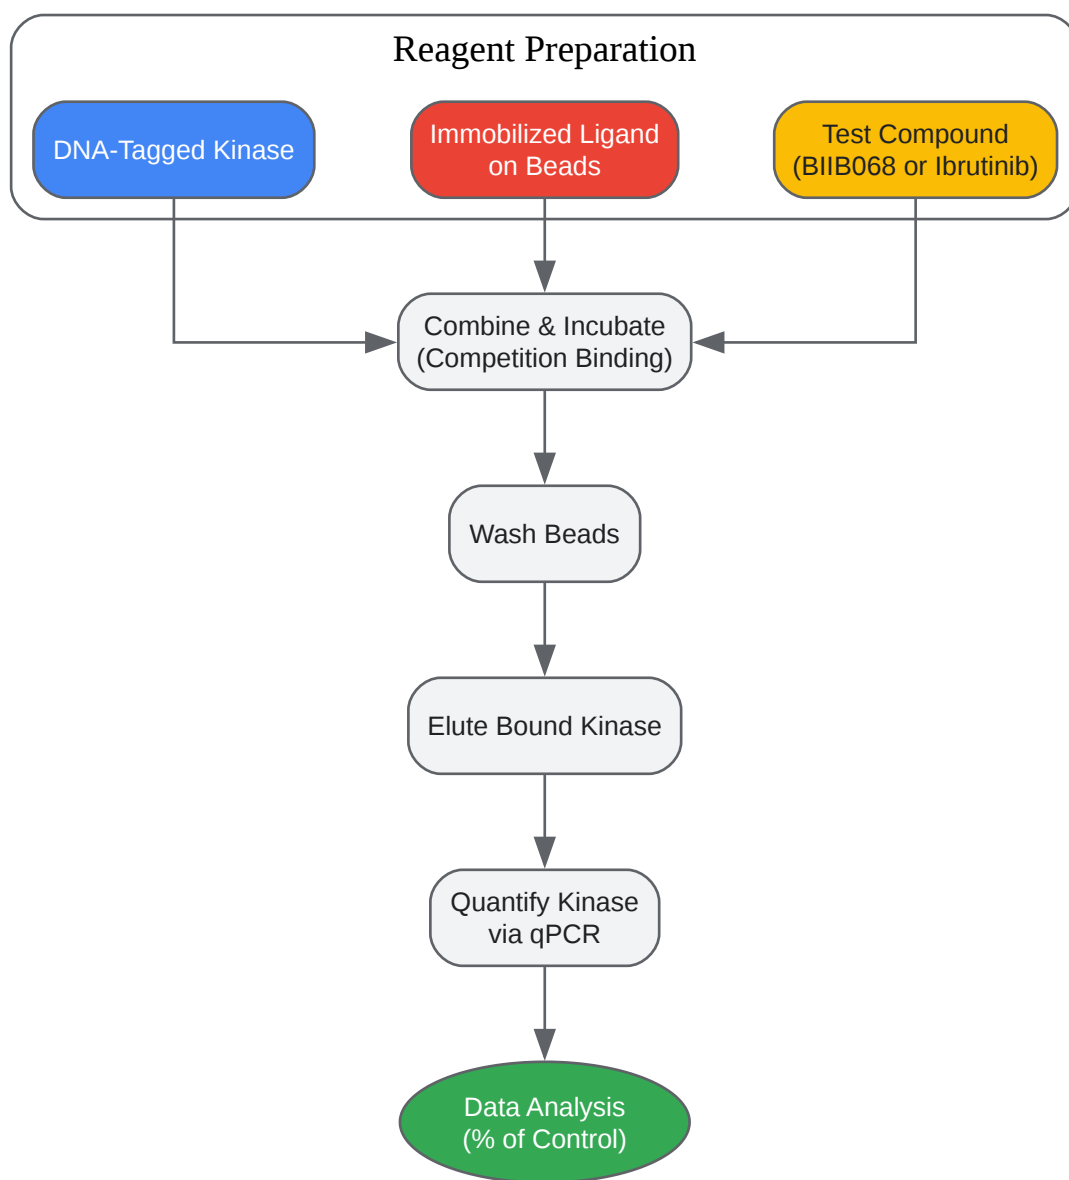 Reagent Preparation
DNA-Tagged Kinase
Immobilized Ligand
on Beads
Test Compound
(BIIB068 or Ibrutinib)
Combine & Incubate
(Competition Binding)
Wash Beads
Elute Bound Kinase
Quantify Kinase
via qPCR
Data Analysis
(% of Control)